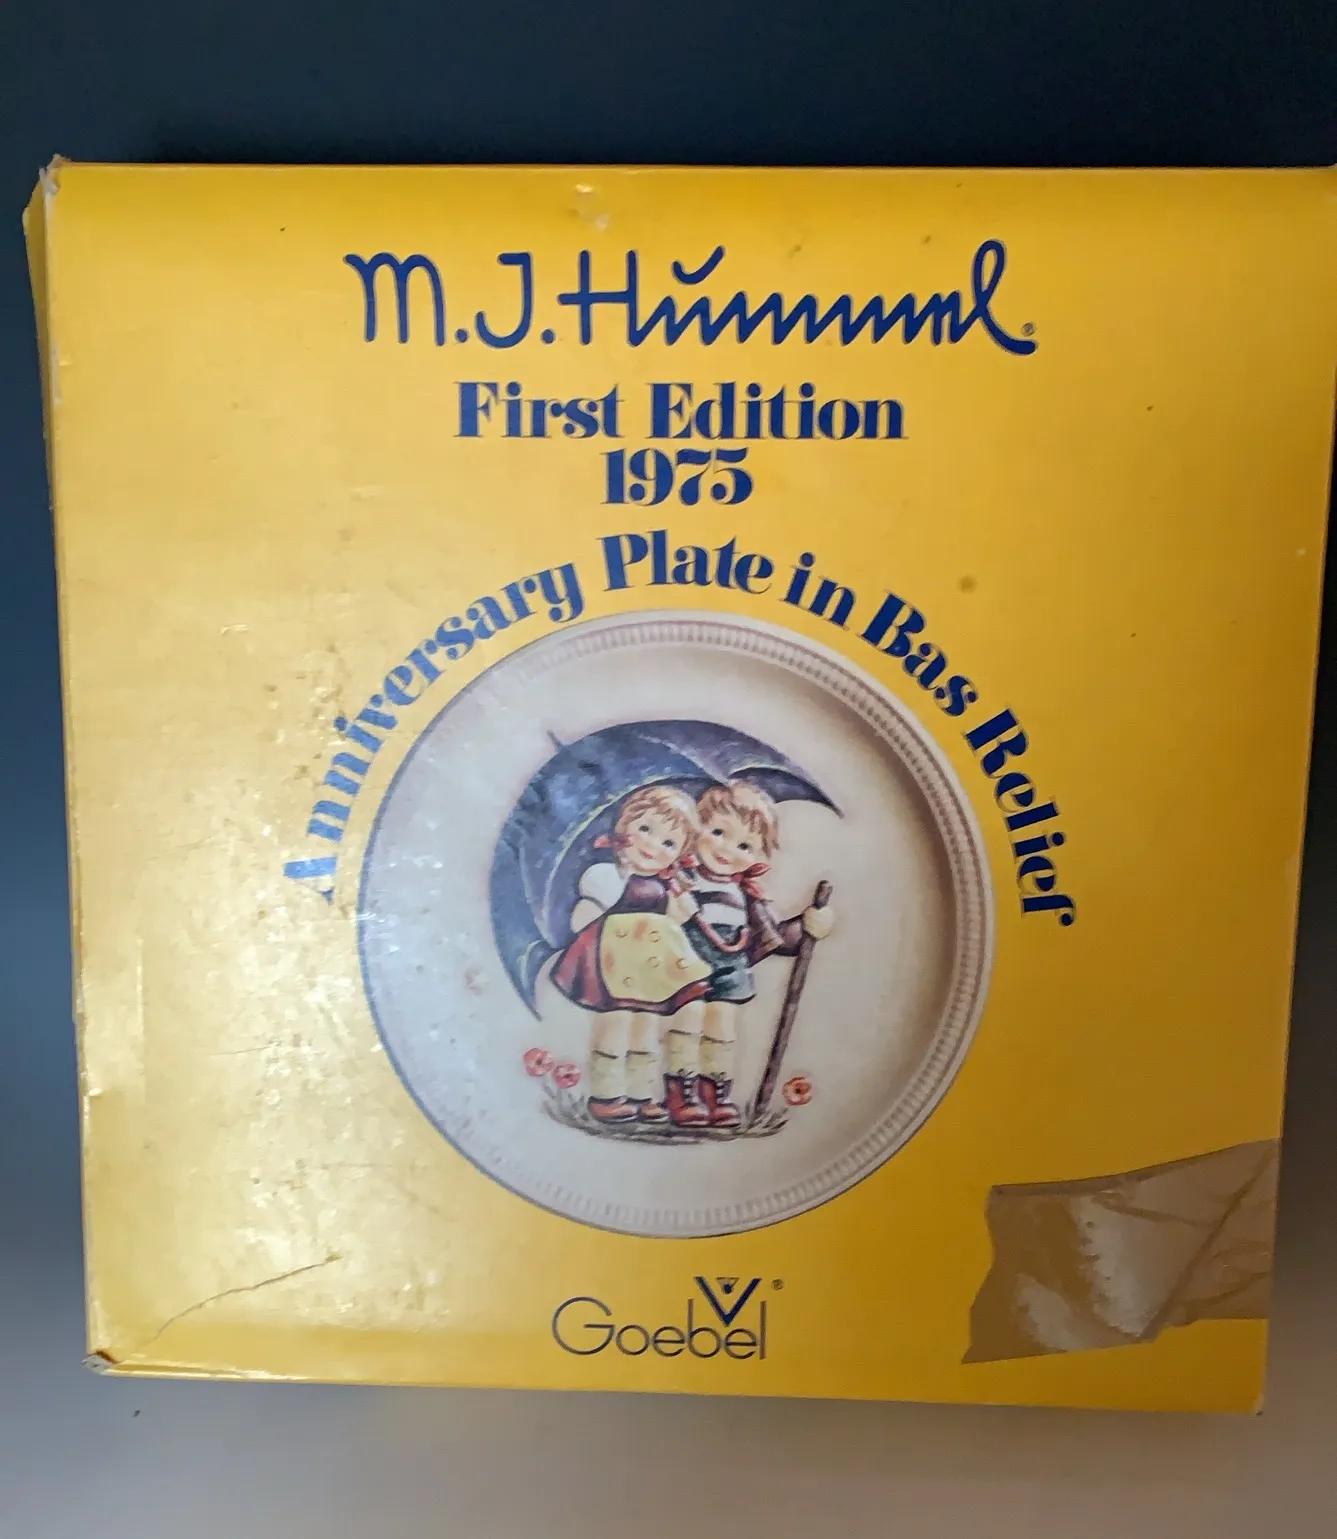 M.J.Hummel®
First Edition
1975
Anniversary Plate in Bas Relief
Goebel®